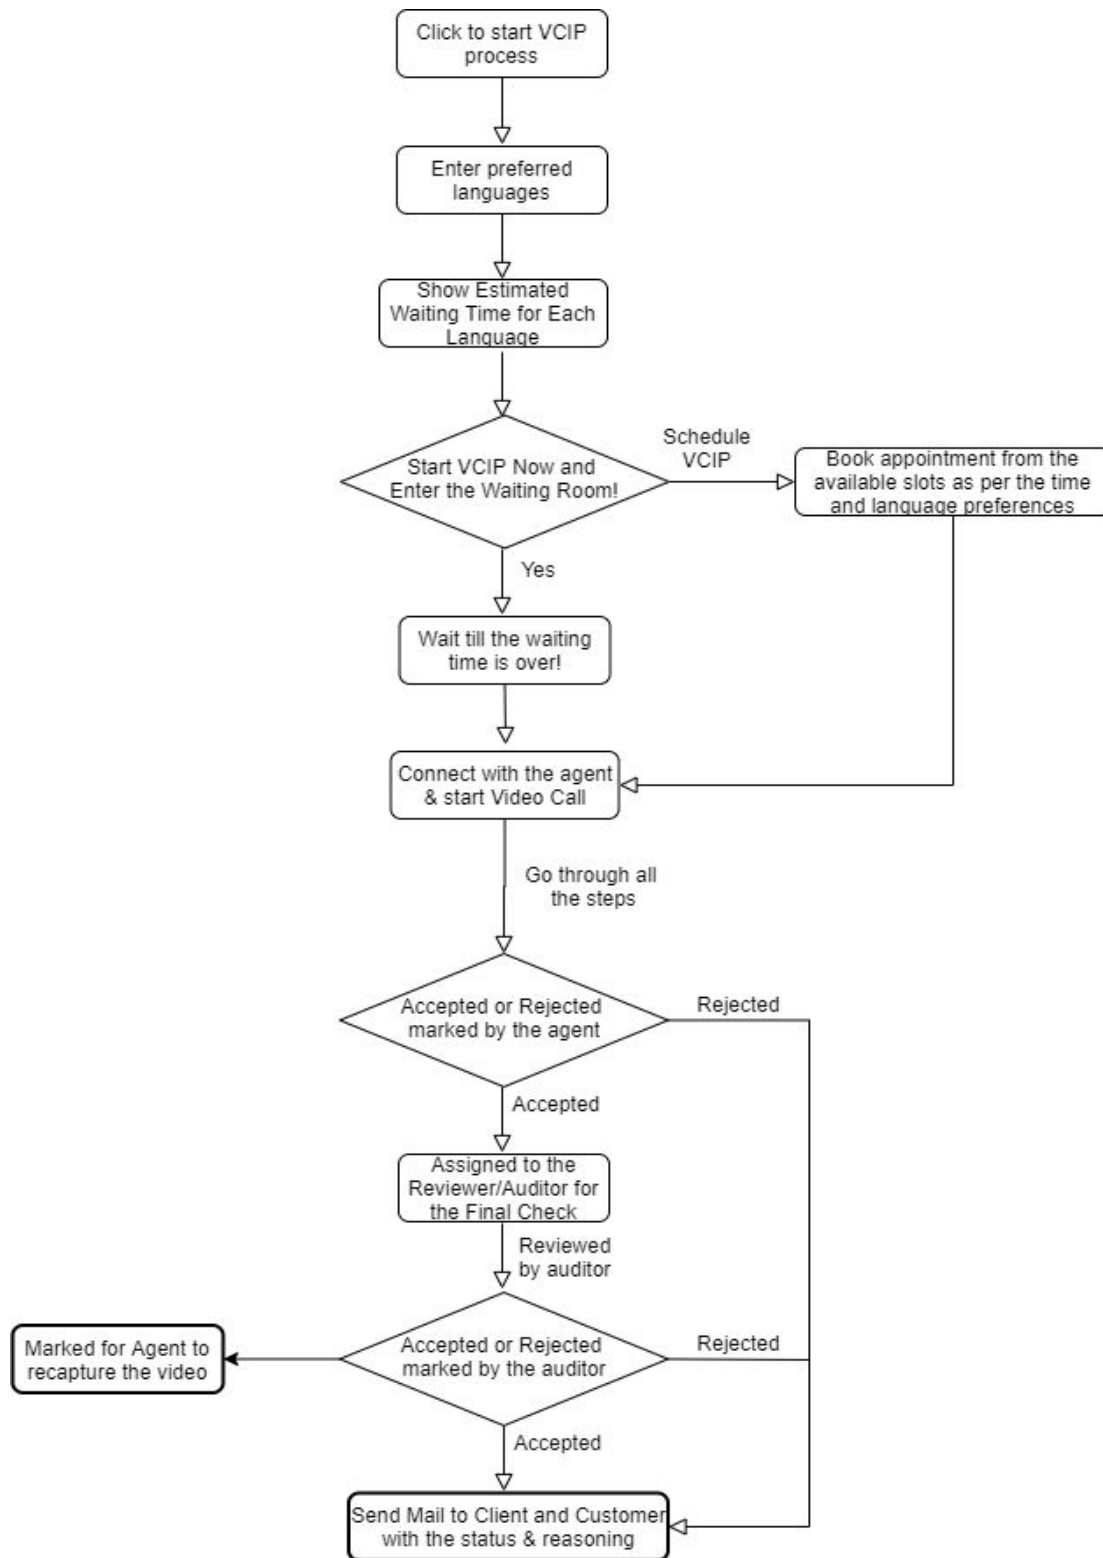 Click to start VCIP
process
Enter preferred
languages
Show Estimated
Waiting Time for Each
Language
Start VCIP Now and
Enter the Waiting Room!
Schedule
VCIP
Book appointment from the
available slots as per the time
and language preferences
Yes
Wait till the waiting
time is over!
Connect with the agent
& start Video Call
Go through all
the steps
Accepted or Rejected
marked by the agent
Rejected
Accepted
Assigned to the
Reviewer/Auditor for
the Final Check
Reviewed
by auditor
Marked for Agent to
recapture the video
Accepted or Rejected
marked by the auditor
Rejected
Accepted
Send Mail to Client and Customer
with the status & reasoning